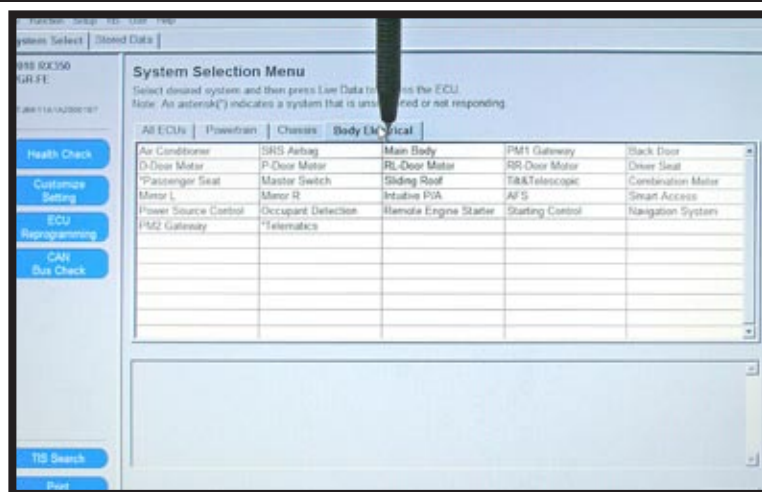 Function Setup User Help
System Select Stored Data
RX350
System Selection Menu
Select desired system and then press Live Data to the ECU.
Note: An asterisk(*) indicates a system that is or not responding.
All ECUs Powertrain Chassis Body Electrical
Health Check
Customize Setting
ECU Reprogramming
CAN Bus Check
Air Conditioner SRS Airbag Main Body PM1 Gateway Back Door
D-Door Motor P-Door Motor RL-Door Motor RR-Door Motor Driver Seat
*Passenger Seat Master Switch Sliding Roof Tilt&Telescopic Combination Meter
Mirror L Mirror R Intuitive P/A AFS Smart Access
Power Source Control Occupant Detection Remote Engine Starter Starting Control Navigation System
PM2 Gateway *Telematics
TIS Search
Print